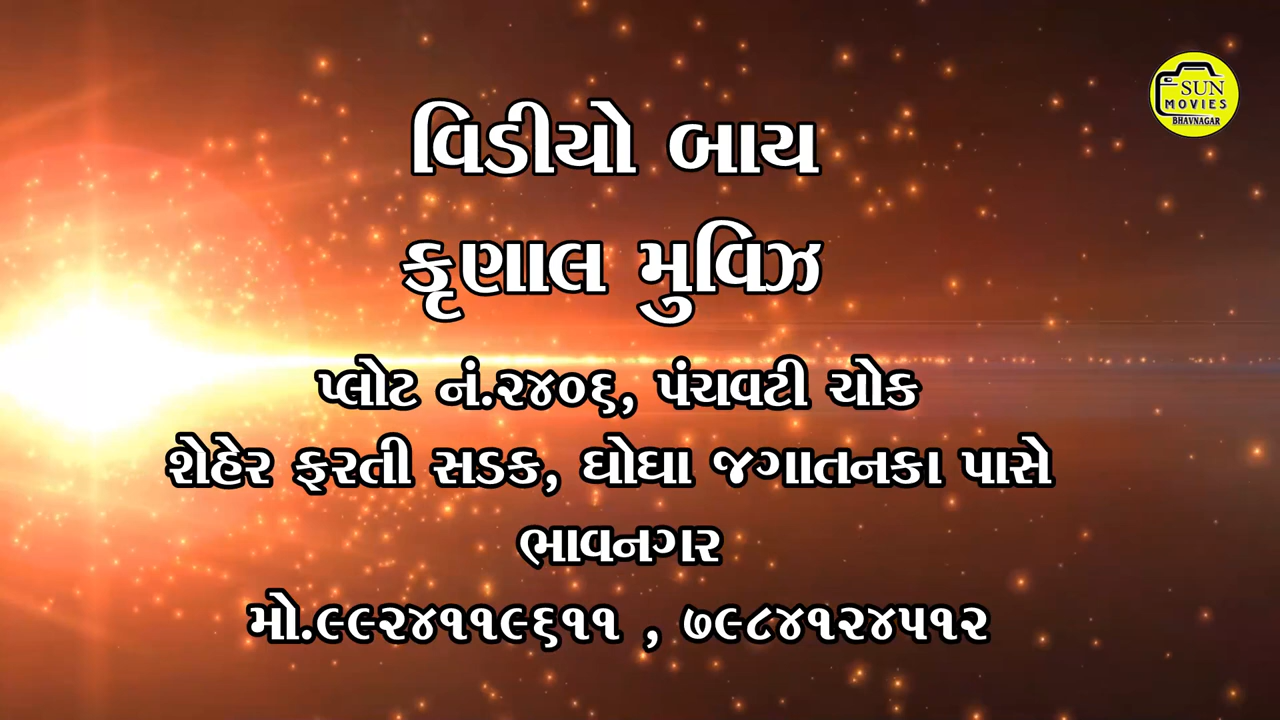 વિડીયો બાય
કૃણાલ મુવિઝ
પ્લોટ નં.૨૪૦૬, પંચવટી ચોક
શેહેર ફરતી સડક, ઘોઘા જગાતનકા પાસે
ભાવનગર
મો.૯૯૨૪૧૧૯૬૧૧ , ૭૯૮૪૧૨૪૫૧૨
SUN
MOVIES
BHAVNAGAR